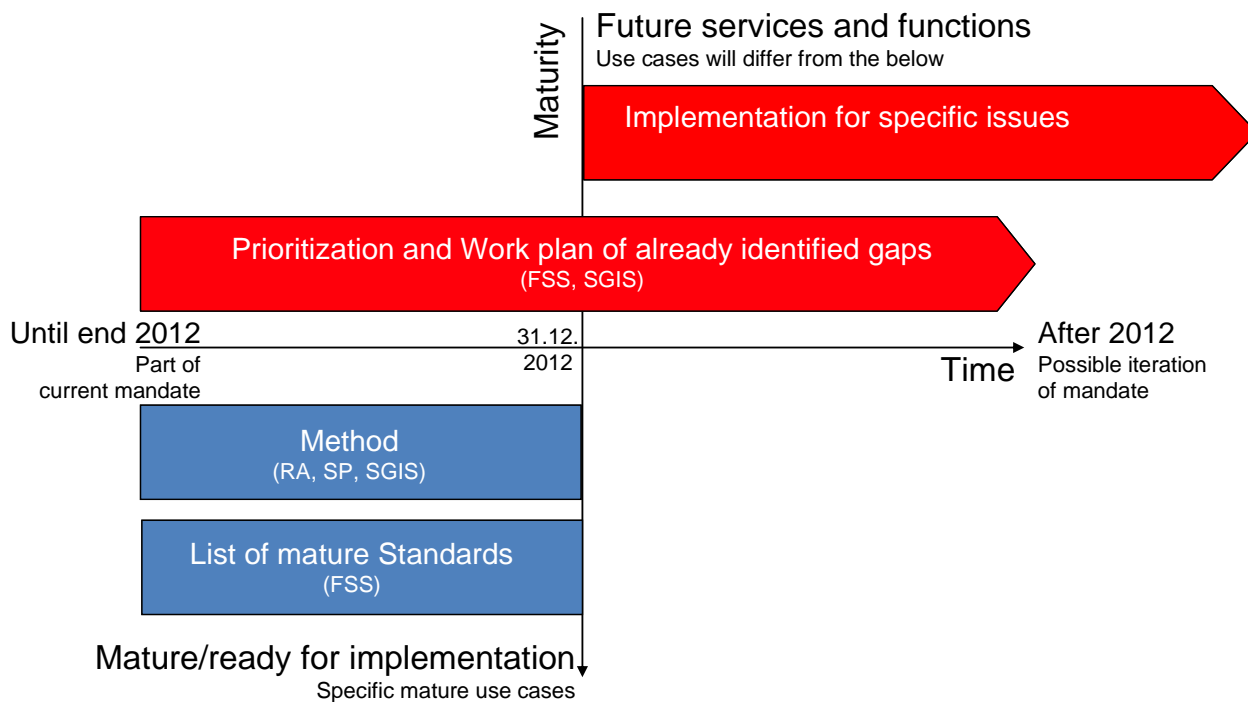 Future services and functions
Use cases will differ from the below
Maturity
Implementation for specific issues
Prioritization and Work plan of already identified gaps
(FSS, SGIS)
Until end 2012
Part of
current mandate
31.12.
2012
Time
After 2012
Possible iteration
of mandate
Method
(RA, SP, SGIS)
List of mature Standards
(FSS)
Mature/ready for implementation
Specific mature use cases